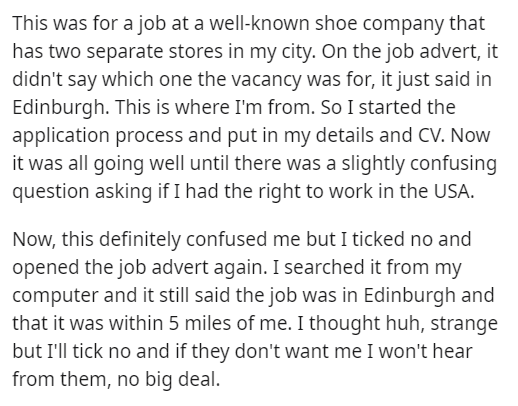 This was for a job at a well-known shoe company that
has two separate stores in my city. On the job advert, it
didn't say which one the vacancy was for, it just said in
Edinburgh. This is where I'm from. So I started the
application process and put in my details and CV. Now
it was all going well until there was a slightly confusing
question asking if I had the right to work in the USA.
Now, this definitely confused me but I ticked no and
opened the job advert again. I searched it from my
computer and it still said the job was in Edinburgh and
that it was within 5 miles of me. I thought huh, strange
but I'll tick no and if they don't want me I won't hear
from them, no big deal.